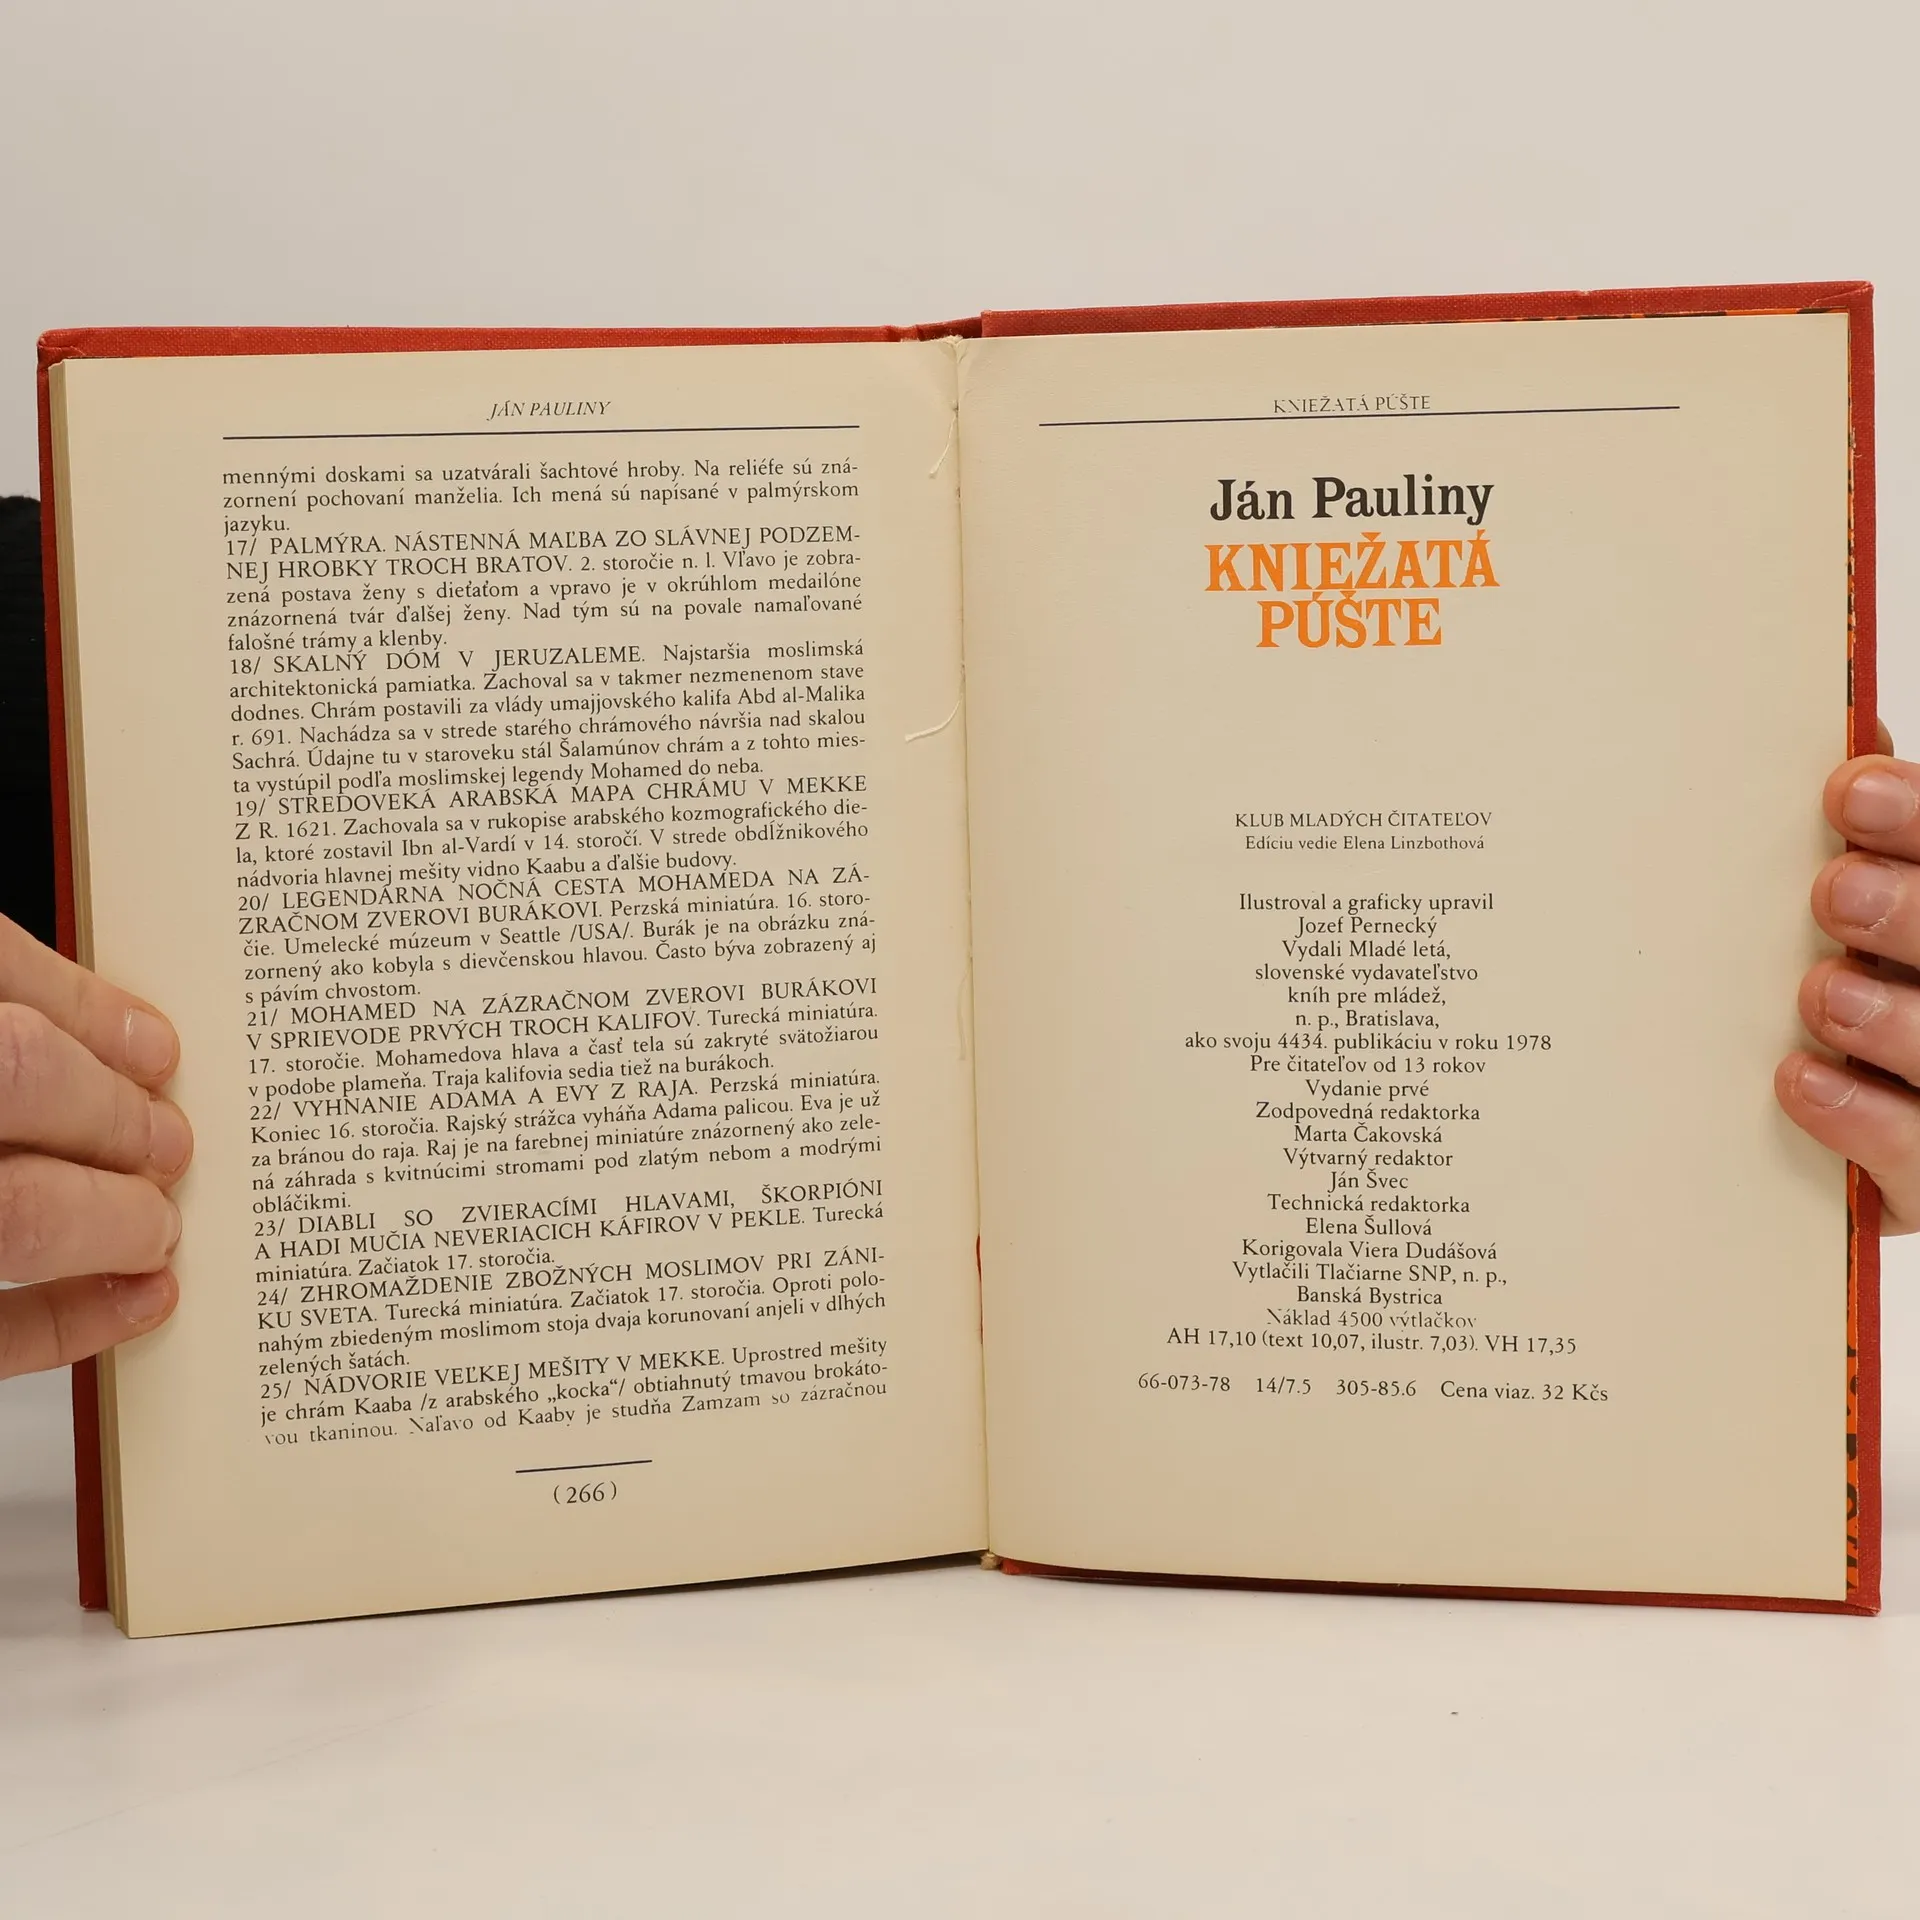 JÁN PAULINY
mennými doskami sa uzatvárali šachtové hroby. Na reliéfe sú zná-
zornení pochovaní manželia. Ich mená sú napísané v palmýrskom
jazyku.
17/ PALMÝRA. NÁSTENNÁ MAĽBA ZO SLÁVNEJ PODZEM-
NEJ HROBKY TROCH BRATOV. 2. storočie n. l. Vľavo je zobra-
zená postava ženy s dieťaťom a vpravo je v okrúhlom medailóne
znázornená tvár ďalšej ženy. Nad tým sú na povale namaľované
falošné trámy a klenby.
18/ SKALNÝ DÓM V JERUZALEME. Najstaršia moslimská
architektonická pamiatka. Zachoval sa v takmer nezmenenom stave
dodnes. Chrám postavili za vlády umajjovského kalifa Abd al-Malika
r. 691. Nachádza sa v strede starého chrámového návršia nad skalou
Sachrá. Údajne tu v staroveku stál Šalamúnov chrám a z tohto mies-
ta vystúpil podľa moslimskej legendy Mohamed do neba.
19/ STREDOVEKÁ ARABSKÁ MAPA CHRÁMU V MEKKE
Z R. 1621. Zachovala sa v rukopise arabského kozmografického die-
la, ktoré zostavil Ibn al-Vardí v 14. storočí. V strede obdĺžnikového
nádvoria hlavnej mešity vidno Kaabu a ďalšie budovy.
20/ LEGENDÁRNA NOČNÁ CESTA MOHAMEDA NA ZÁ-
ZRAČNOM ZVEROVI BURÁKOVI. Perzská miniatúra. 16. storo-
čie. Umelecké múzeum v Seattle /USA/. Burák je na obrázku zná-
zornený ako kobyla s dievčenskou hlavou. Často býva zobrazený aj
s pávím chvostom.
21/ MOHAMED NA ZÁZRAČNOM ZVEROVI BURÁKOVI
V SPRIEVODE PRVÝCH TROCH KALIFOV. Turecká miniatúra.
17. storočie. Mohamedova hlava a časť tela sú zakryté svätožiarou
v podobe plameňa. Traja kalifovia sedia tiež na burákoch.
22/ VYHNANIE ADAMA A EVY Z RAJA. Perzská miniatúra.
Koniec 16. storočia. Rajský strážca vyháňa Adama palicou. Eva je už
za bránou do raja. Raj je na farebnej miniatúre znázornený ako zele-
ná záhrada s kvitnúcimi stromami pod zlatým nebom a modrými
obláčikmi.
23/ DIABLI SO ZVIERACÍMI HLAVAMI, ŠKORPIÓNI
A HADI MUČIA NEVERIACICH KÁFIROV V PEKLE. Turecká
miniatúra. Začiatok 17. storočia.
24/ ZHROMAŽDENIE ZBOŽNÝCH MOSLIMOV PRI ZÁNI-
KU SVETA. Turecká miniatúra. Začiatok 17. storočia. Oproti polo-
nahým zbiedeným moslimom stoja dvaja korunovaní anjeli v dlhých
zelených šatách.
25/ NÁDVORIE VEĽKEJ MEŠITY V MEKKE. Uprostred mešity
je chrám Kaaba /z arabského „kocka“/ obtiahnutý tmavou brokáto-
vou tkaninou. Naľavo od Kaaby je studňa Zamzam so zázračnou
(266)
KNIEŽATÁ PÚŠTE
Ján Pauliny
KNIEŽATÁ
PÚŠTE
KLUB MLADÝCH ČITATEĽOV
Edíciu vedie Elena Linzbothová
Ilustroval a graficky upravil
Jozef Pernecký
Vydali Mladé letá,
slovenské vydavateľstvo
kníh pre mládež,
n. p., Bratislava,
ako svoju 4434. publikáciu v roku 1978
Pre čitateľov od 13 rokov
Vydanie prvé
Zodpovedná redaktorka
Marta Čakovská
Výtvarný redaktor
Ján Švec
Technická redaktorka
Elena Šullová
Korigovala Viera Dudášová
Vytlačili Tlačiarne SNP, n. p.,
Banská Bystrica
Náklad 4500 výtlačkov
AH 17,10 (text 10,07, ilustr. 7,03). VH 17,35
66-073-78 14/7.5 305-85.6 Cena viaz. 32 Kčs